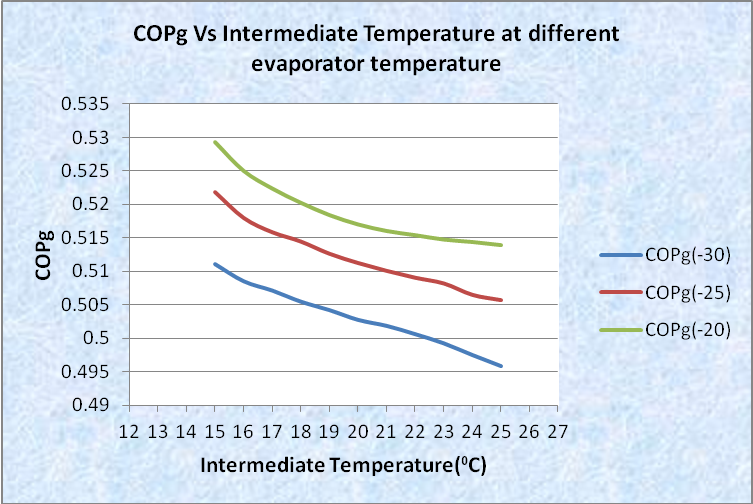 COPg Vs Intermediate Temperature at different
evaporator temperature
0.535
0.53
0.525
0.52
0.515
0.51
0.505
0.5
0.495
0.49
COPg
12 13 14 15 16 17 18 19 20 21 22 23 24 25 26 27
Intermediate Temperature(⁰C)
COPg(-30)
COPg(-25)
COPg(-20)